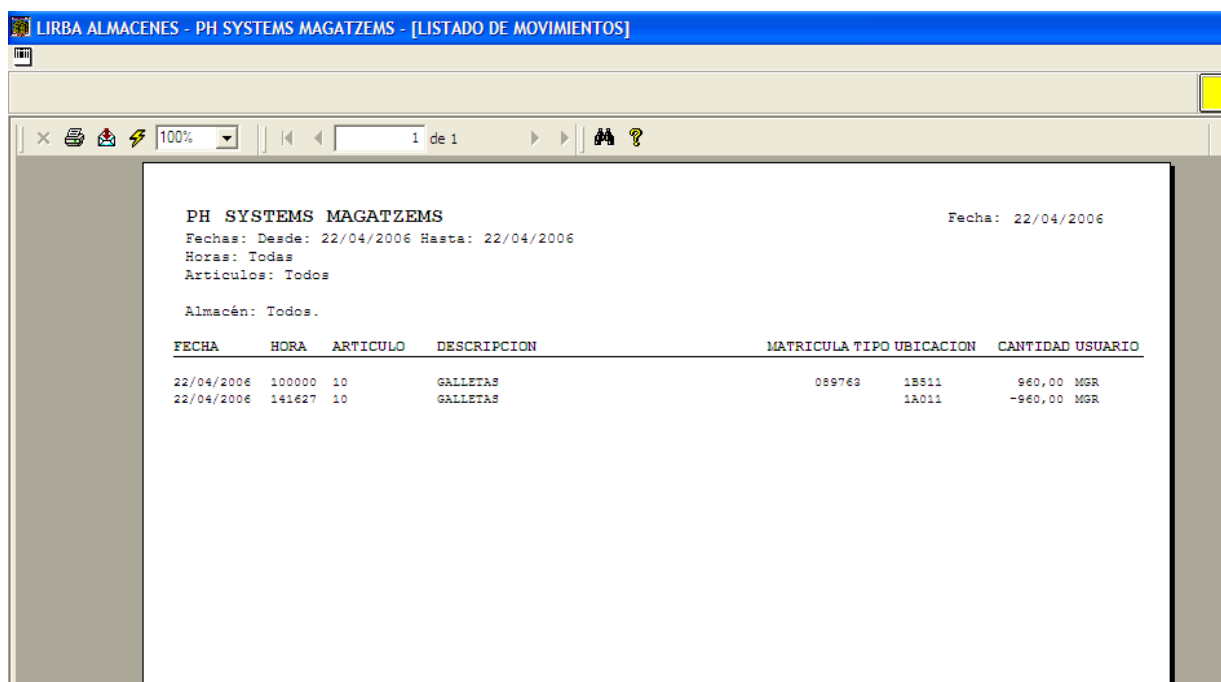 LIRBA ALMACENES - PH SYSTEMS MAGATZEMS - [LISTADO DE MOVIMIENTOS]
100% 1 de 1
PH SYSTEMS MAGATZEMS Fecha: 22/04/2006
Fechas: Desde: 22/04/2006 Hasta: 22/04/2006
Horas: Todas
Articulos: Todos
Almacén: Todos.
FECHA HORA ARTICULO DESCRIPCION MATRICULA TIPO UBICACION CANTIDAD USUARIO
22/04/2006 100000 10 GALLETAS 089763 1B511 960,00 MGR
22/04/2006 141627 10 GALLETAS 1A011 -960,00 MGR